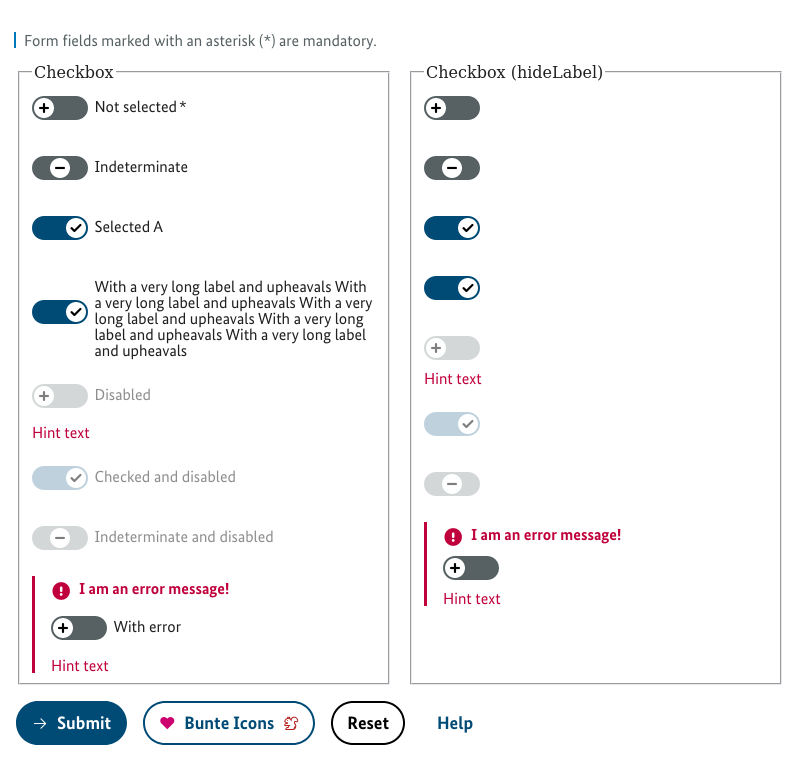 Form fields marked with an asterisk (*) are mandatory.
Checkbox
Not selected *
Indeterminate
Selected A
With a very long label and upheavals With
a very long label and upheavals With a very
long label and upheavals With a very long
label and upheavals With a very long label
and upheavals
Disabled
Hint text
Checked and disabled
Indeterminate and disabled
I am an error message!
With error
Hint text
Checkbox (hideLabel)
Hint text
I am an error message!
Hint text
Submit
Bunte Icons
Reset
Help